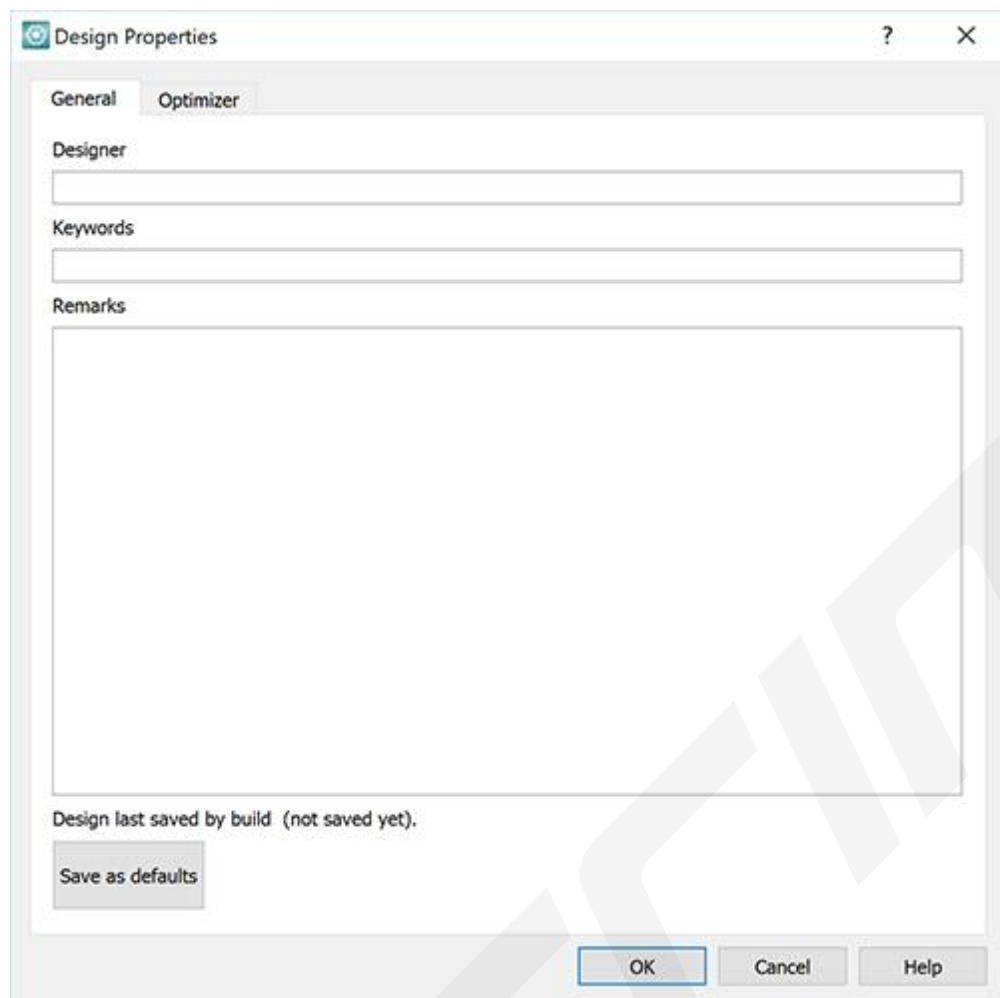 Design Properties
?
General
Optimizer
Designer
Keywords
Remarks
Design last saved by build (not saved yet).
Save as defaults
OK
Cancel
Help